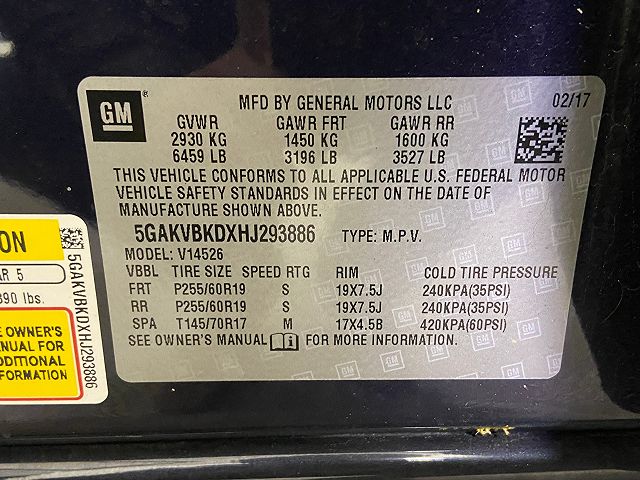 GM
MFD BY GENERAL MOTORS LLC 02/17
GVWR GAWR FRT GAWR RR
2930 KG 1450 KG 1600 KG
6459 LB 3196 LB 3527 LB
THIS VEHICLE CONFORMS TO ALL APPLICABLE U.S. FEDERAL MOTOR
VEHICLE SAFETY STANDARDS IN EFFECT ON THE DATE OF
MANUFACTURE SHOWN ABOVE.
5GAKVBKDXHJ293886 TYPE: M.P.V.
MODEL: V14526
VBBL TIRE SIZE SPEED RTG RIM COLD TIRE PRESSURE
FRT P255/60R19 S 19X7.5J 240KPA(35PSI)
RR P255/60R19 S 19X7.5J 240KPA(35PSI)
SPA T145/70R17 M 17X4.5B 420KPA(60PSI)
SEE OWNER'S MANUAL i FOR MORE INFORMATION.
ON
AR 5
390 lbs.
E OWNER'S
NUAL FOR
DDITIONAL
FORMATION
5GAKVBKDXHJ293886